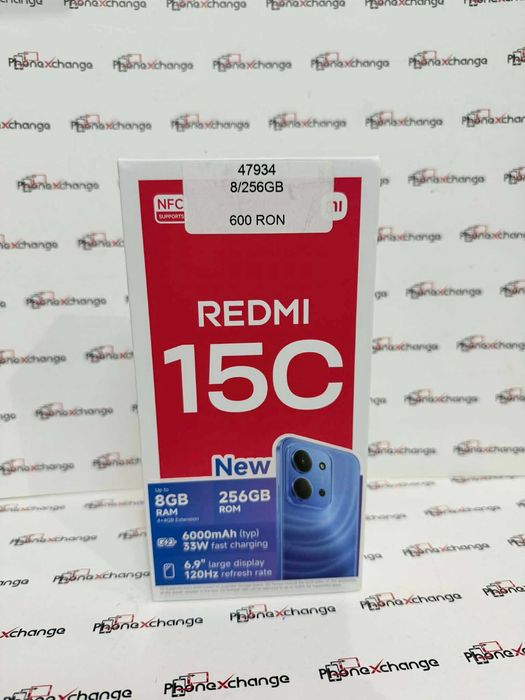 PhonexChange
47934
8/256GB
600 RON
NFC
SUPPORTS
REDMI
15C
New
Up to
8GB
RAM
4+4GB Extension
256GB
ROM
6000mAh (typ)
33W fast charging
6.9" large display
120Hz refresh rate